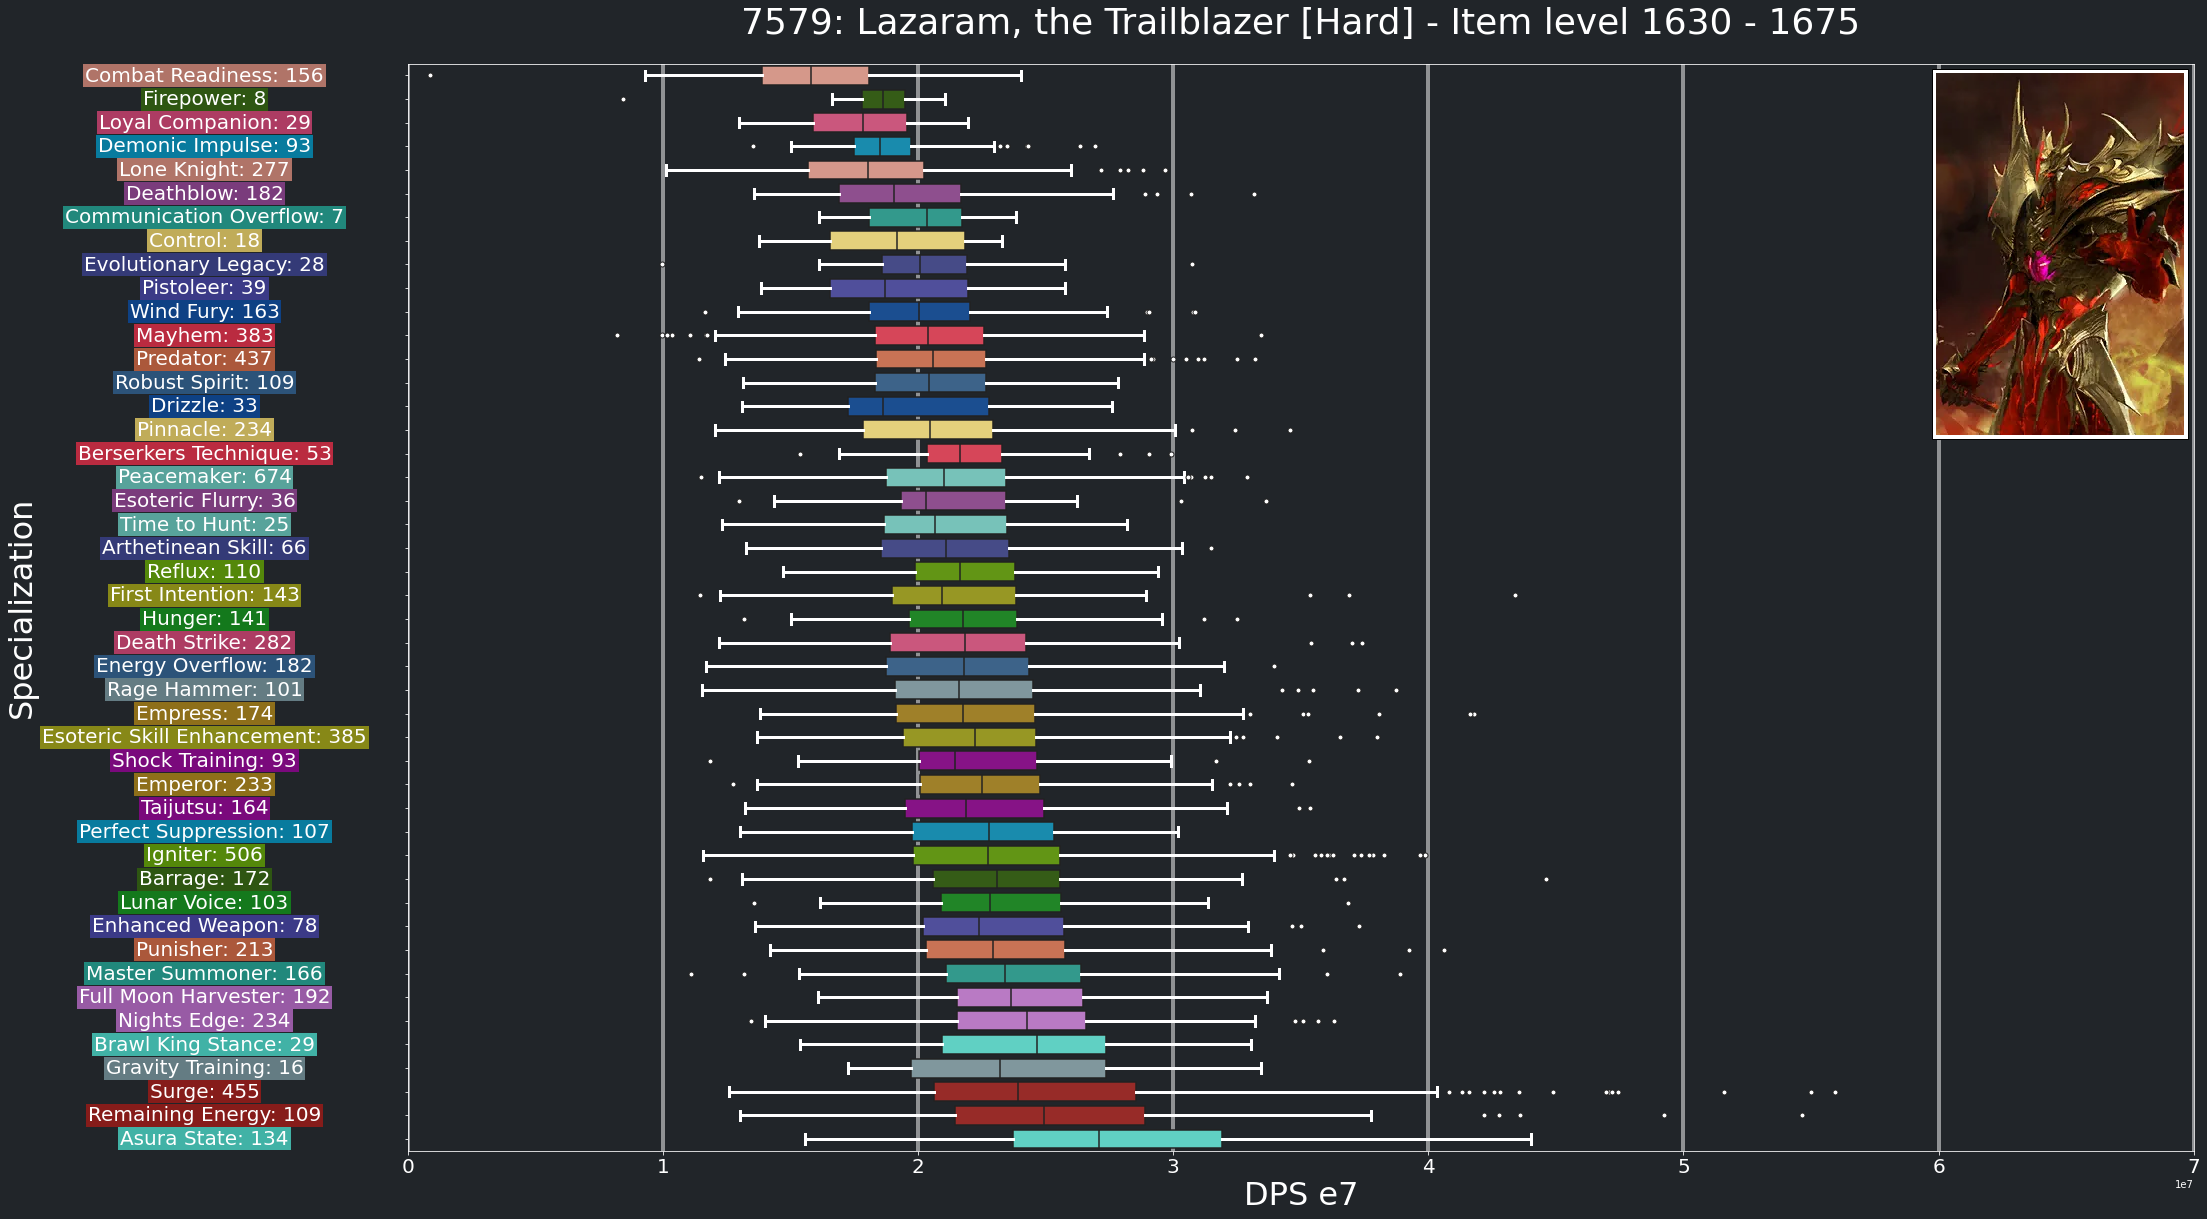 7579: Lazaram, the Trailblazer [Hard] - Item level 1630 - 1675
Specialization
Combat Readiness: 156
Firepower: 8
Loyal Companion: 29
Demonic Impulse: 93
Lone Knight: 277
Deathblow: 182
Communication Overflow: 7
Control: 18
Evolutionary Legacy: 28
Pistoleer: 39
Wind Fury: 163
Mayhem: 383
Predator: 437
Robust Spirit: 109
Drizzle: 33
Pinnacle: 234
Berserkers Technique: 53
Peacemaker: 674
Esoteric Flurry: 36
Time to Hunt: 25
Arthetinean Skill: 66
Reflux: 110
First Intention: 143
Hunger: 141
Death Strike: 282
Energy Overflow: 182
Rage Hammer: 101
Empress: 174
Esoteric Skill Enhancement: 385
Shock Training: 93
Emperor: 233
Taijutsu: 164
Perfect Suppression: 107
Igniter: 506
Barrage: 172
Lunar Voice: 103
Enhanced Weapon: 78
Punisher: 213
Master Summoner: 166
Full Moon Harvester: 192
Nights Edge: 234
Brawl King Stance: 29
Gravity Training: 16
Surge: 455
Remaining Energy: 109
Asura State: 134
0 1 2 3 4 5 6 7
1e7
DPS e7